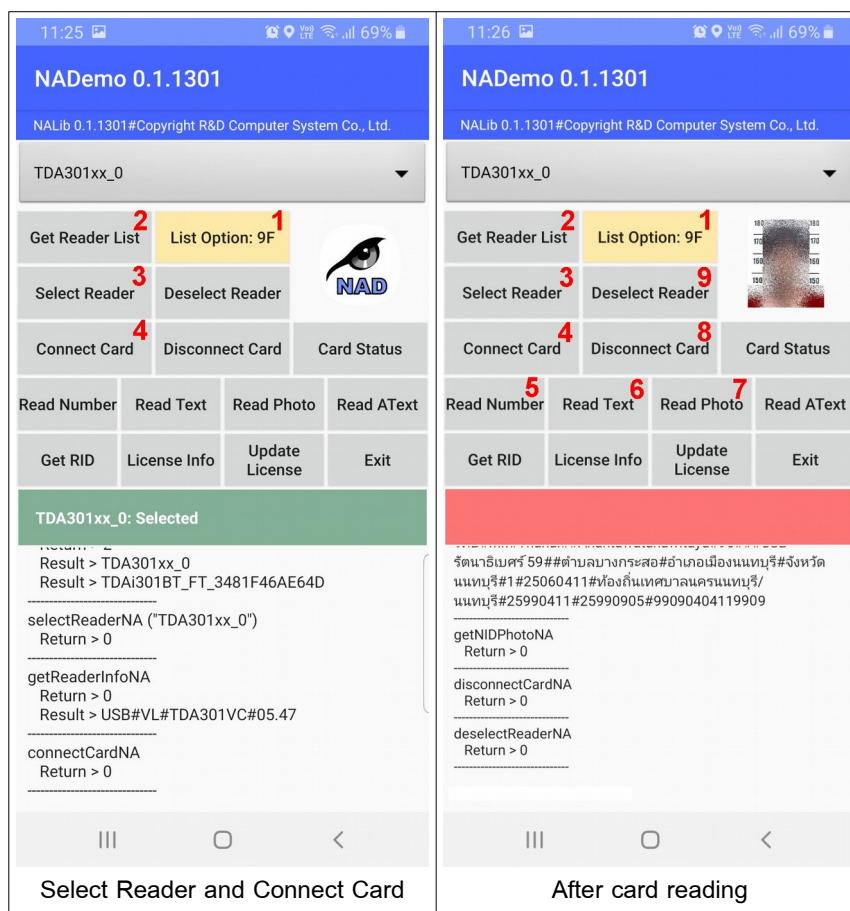 11:25 VoLTE 69%
NADemo 0.1.1301
NALib 0.1.1301#Copyright R&D Computer System Co., Ltd.
TDA301xx_0
Get Reader List 2
List Option: 9F 1
NAD
Select Reader 3
Deselect Reader
Connect Card 4
Disconnect Card
Card Status
Read Number
Read Text
Read Photo
Read AText
Get RID
License Info
Update
License
Exit
TDA301xx_0: Selected
Result > TDA301xx_0
Result > TDAi301BT_FT_3481F46AE64D
-----------------------------
selectReaderNA ("TDA301xx_0")
Return > 0
-----------------------------
getReaderInfoNA
Return > 0
Result > USB#VL#TDA301VC#05.47
-----------------------------
connectCardNA
Return > 0
-----------------------------
Select Reader and Connect Card
11:26 VoLTE 69%
NADemo 0.1.1301
NALib 0.1.1301#Copyright R&D Computer System Co., Ltd.
TDA301xx_0
Get Reader List 2
List Option: 9F 1
180 180
170 170
160 160
150 150
Select Reader 3
Deselect Reader 9
Connect Card 4
Disconnect Card 8
Card Status
Read Number 5
Read Text 6
Read Photo 7
Read AText
Get RID
License Info
Update
License
Exit
รัตนาธิเบศร์ 59##ตำบลบางกระสอ#อำเภอเมืองนนทบุรี#จังหวัด
นนทบุรี#1#25060411#ท้องถิ่นเทศบาลนครนนทบุรี/
นนทบุรี#25990411#25990905#99090404119909
-----------------------------
getNIDPhotoNA
Return > 0
-----------------------------
disconnectCardNA
Return > 0
-----------------------------
deselectReaderNA
Return > 0
-----------------------------
After card reading